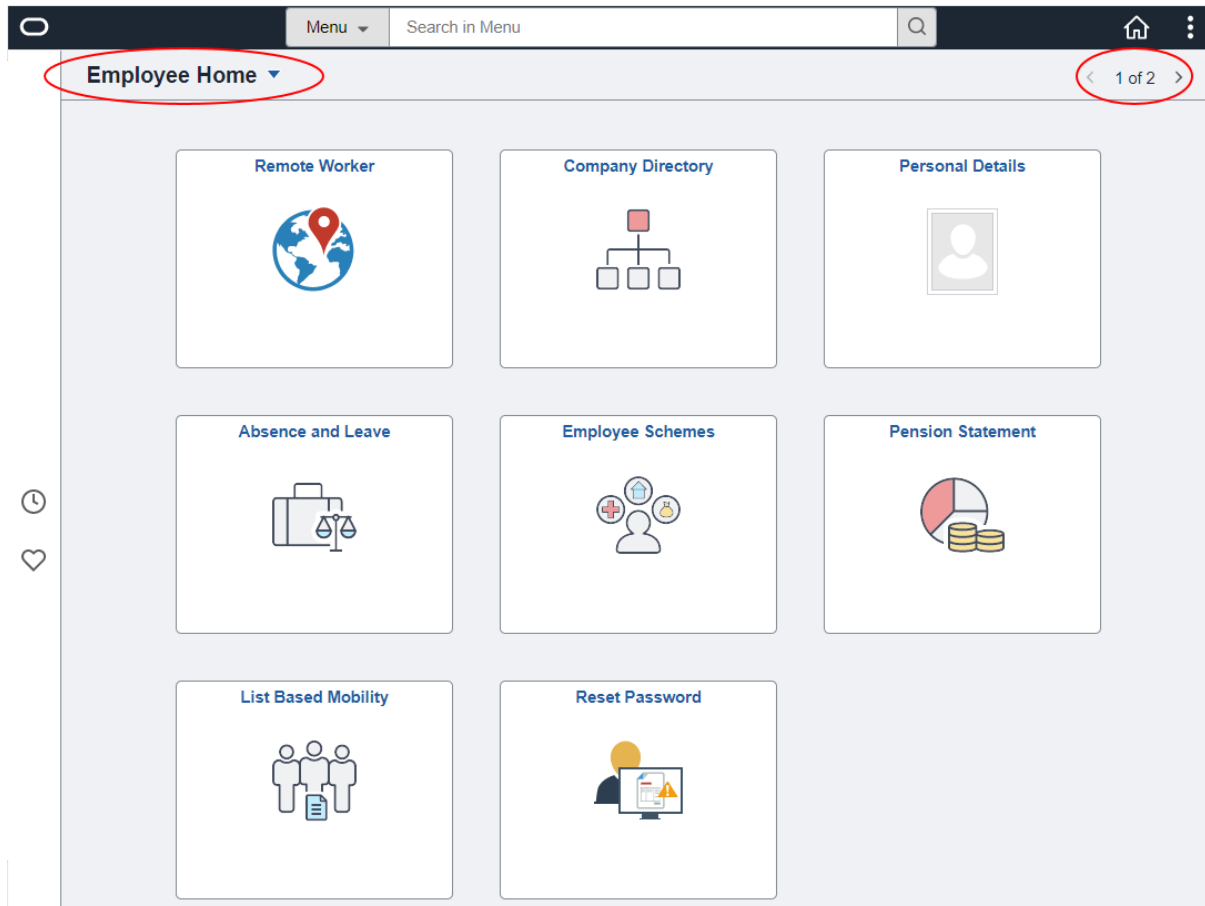 Menu Search in Menu
Employee Home 1 of 2
Remote Worker Company Directory Personal Details
Absence and Leave Employee Schemes Pension Statement
List Based Mobility Reset Password